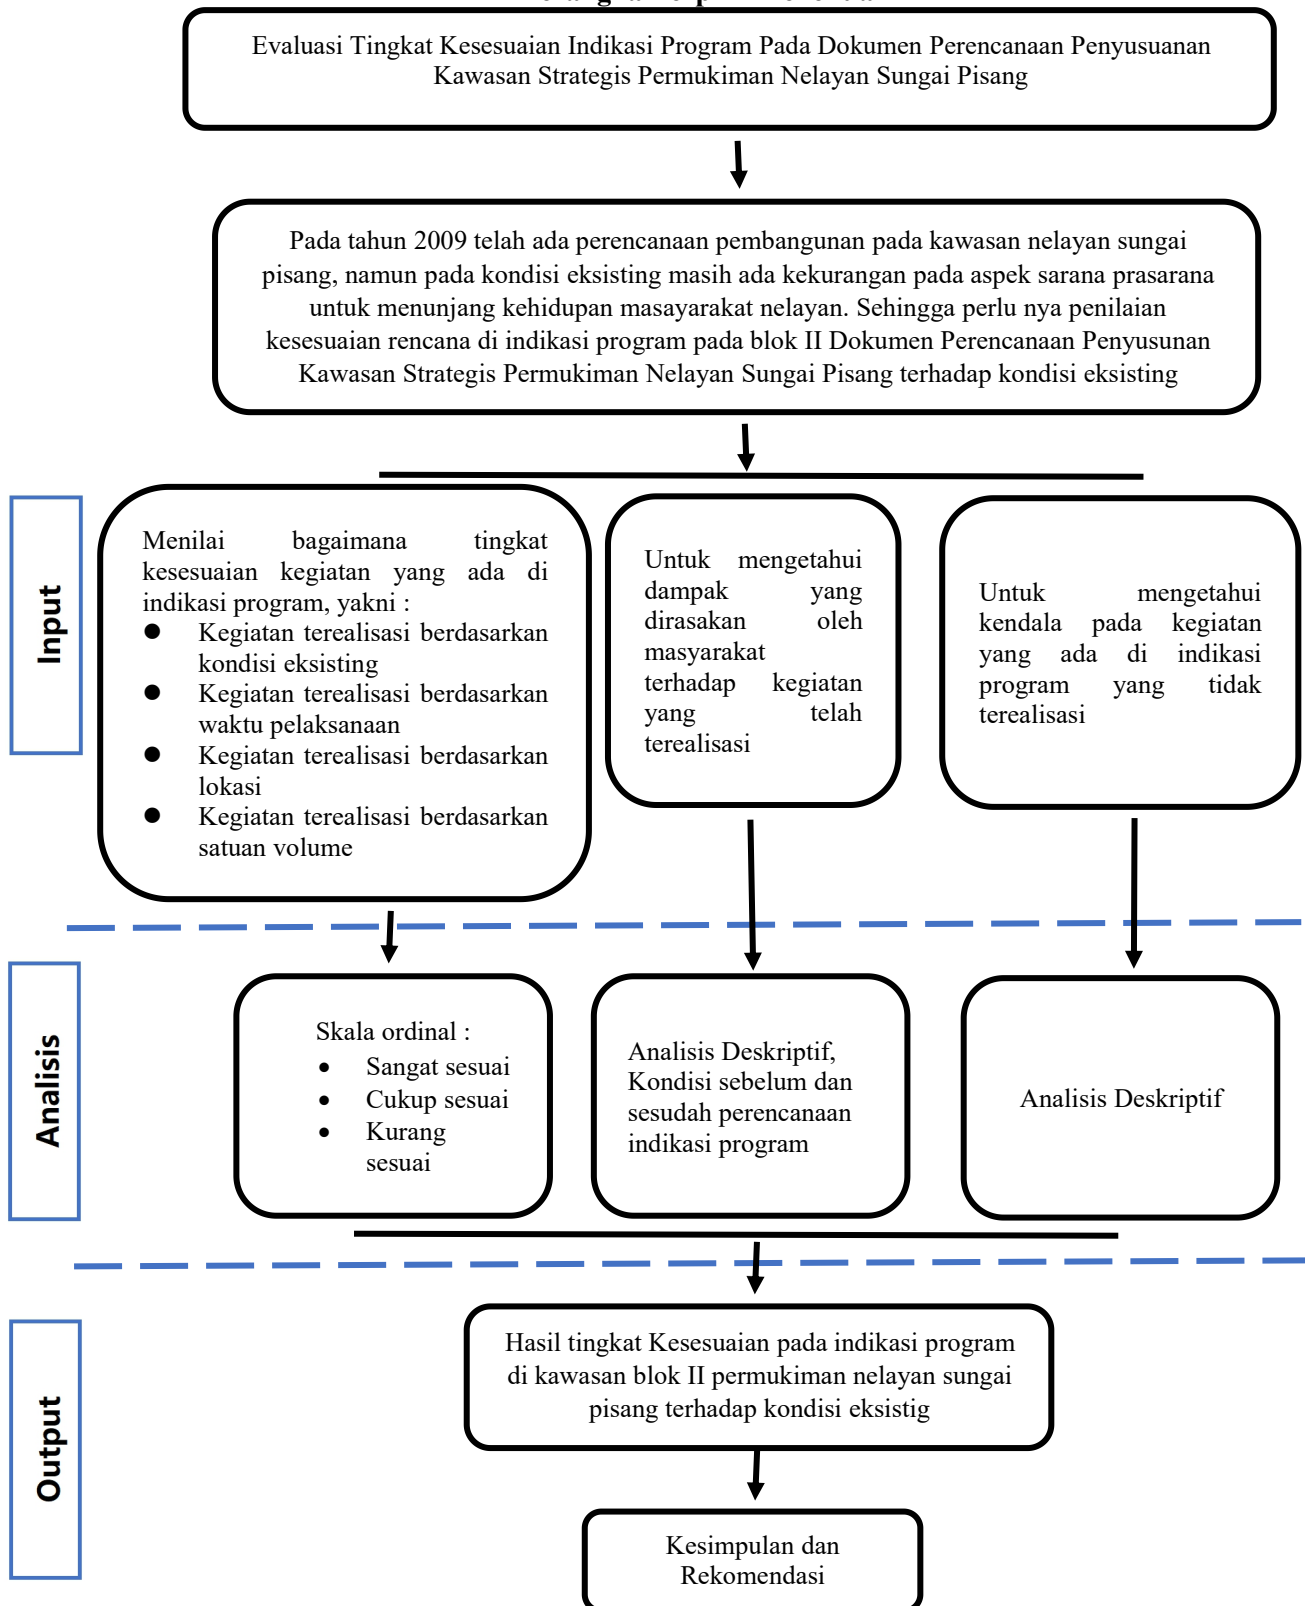 Evaluasi Tingkat Kesesuaian Indikasi Program Pada Dokumen Perencanaan Penyusuanan
Kawasan Strategis Permukiman Nelayan Sungai Pisang
Pada tahun 2009 telah ada perencanaan pembangunan pada kawasan nelayan sungai
pisang, namun pada kondisi eksisting masih ada kekurangan pada aspek sarana prasarana
untuk menunjang kehidupan masayarakat nelayan. Sehingga perlu nya penilaian
kesesuaian rencana di indikasi program pada blok II Dokumen Perencanaan Penyusunan
Kawasan Strategis Permukiman Nelayan Sungai Pisang terhadap kondisi eksisting
Input
Menilai bagaimana tingkat
kesesuaian kegiatan yang ada di
indikasi program, yakni :
● Kegiatan terealisasi berdasarkan
kondisi eksisting
● Kegiatan terealisasi berdasarkan
waktu pelaksanaan
● Kegiatan terealisasi berdasarkan
lokasi
● Kegiatan terealisasi berdasarkan
satuan volume
Untuk mengetahui
dampak yang
dirasakan oleh
masyarakat
terhadap kegiatan
yang telah
terealisasi
Untuk mengetahui
kendala pada kegiatan
yang ada di indikasi
program yang tidak
terealisasi
Analisis
Skala ordinal :
• Sangat sesuai
• Cukup sesuai
• Kurang
sesuai
Analisis Deskriptif,
Kondisi sebelum dan
sesudah perencanaan
indikasi program
Analisis Deskriptif
Output
Hasil tingkat Kesesuaian pada indikasi program
di kawasan blok II permukiman nelayan sungai
pisang terhadap kondisi eksistig
Kesimpulan dan
Rekomendasi